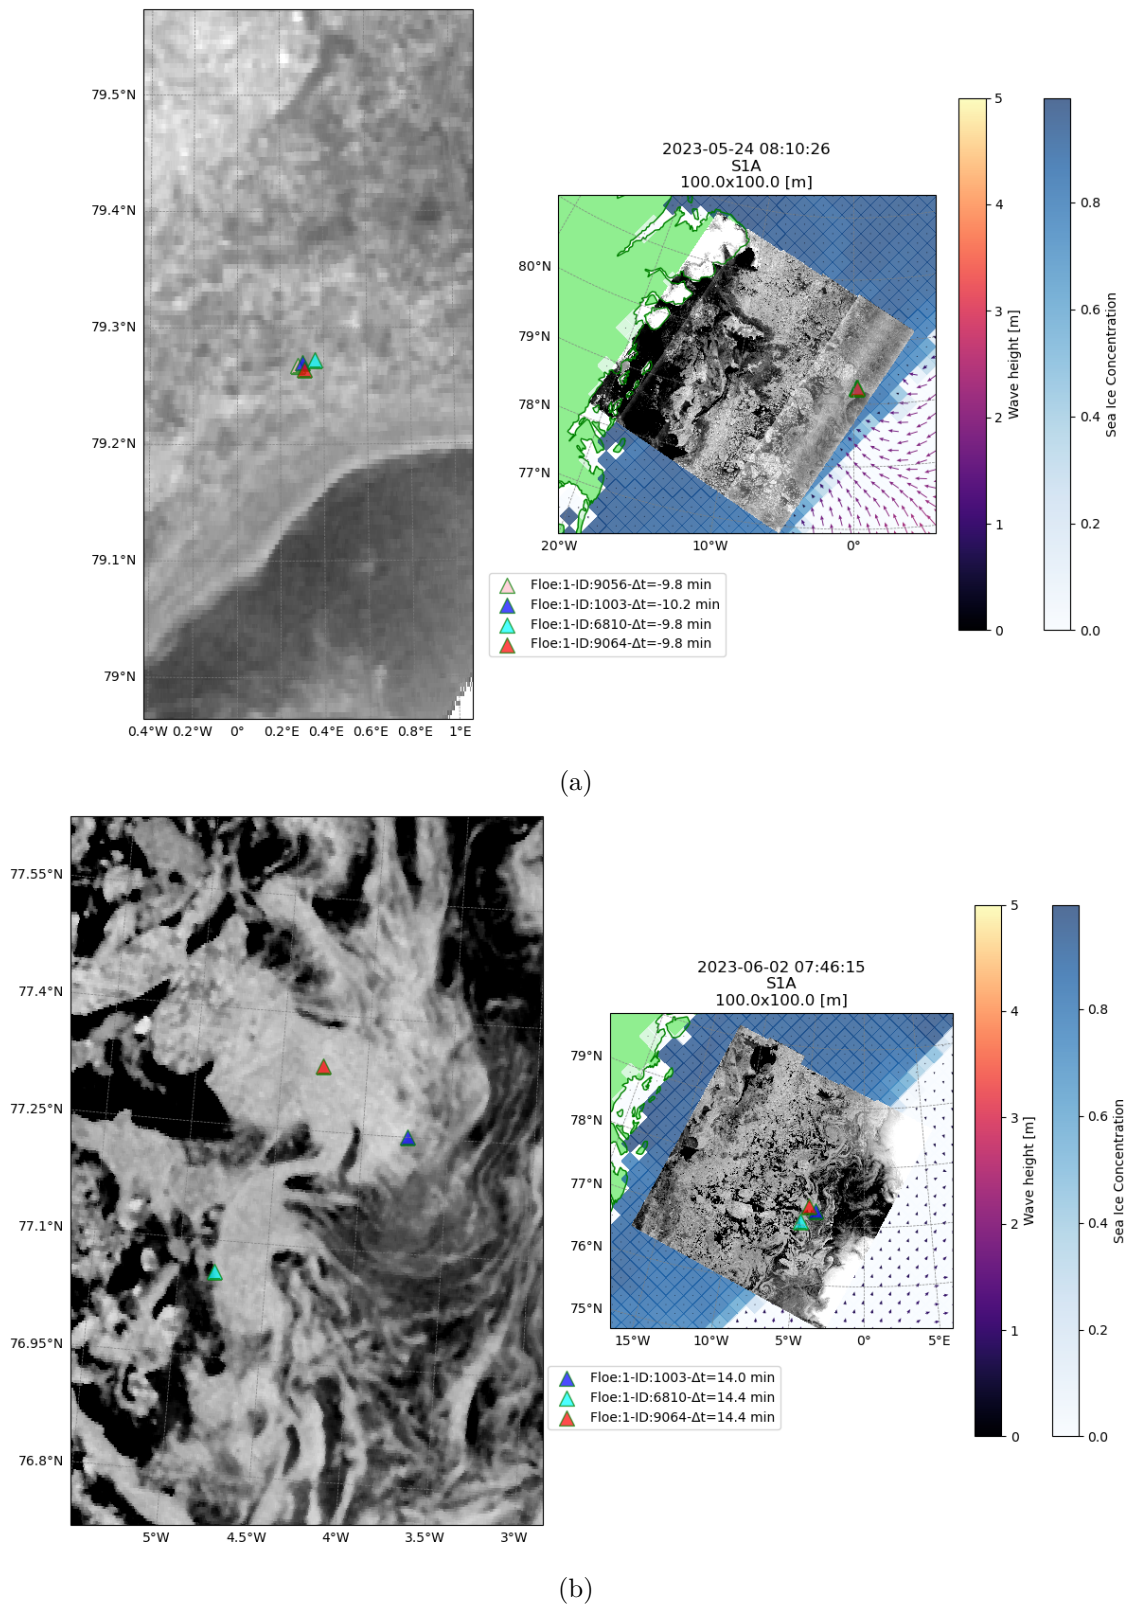 79.5°N
79.4°N
79.3°N
79.2°N
79.1°N
79°N
0.4°W 0.2°W 0° 0.2°E 0.4°E 0.6°E 0.8°E 1°E
2023-05-24 08:10:26
S1A
100.0x100.0 [m]
80°N
79°N
78°N
77°N
20°W 10°W 0°
Floe:1-ID:9056-Δt=-9.8 min
Floe:1-ID:1003-Δt=-10.2 min
Floe:1-ID:6810-Δt=-9.8 min
Floe:1-ID:9064-Δt=-9.8 min
5
4
3
2
1
0
Wave height [m]
0.8
0.6
0.4
0.2
0.0
Sea Ice Concentration
(a)
77.55°N
77.4°N
77.25°N
77.1°N
76.95°N
76.8°N
5°W 4.5°W 4°W 3.5°W 3°W
2023-06-02 07:46:15
S1A
100.0x100.0 [m]
79°N
78°N
77°N
76°N
75°N
15°W 10°W 5°W 0° 5°E
Floe:1-ID:1003-Δt=14.0 min
Floe:1-ID:6810-Δt=14.4 min
Floe:1-ID:9064-Δt=14.4 min
5
4
3
2
1
0
Wave height [m]
0.8
0.6
0.4
0.2
0.0
Sea Ice Concentration
(b)